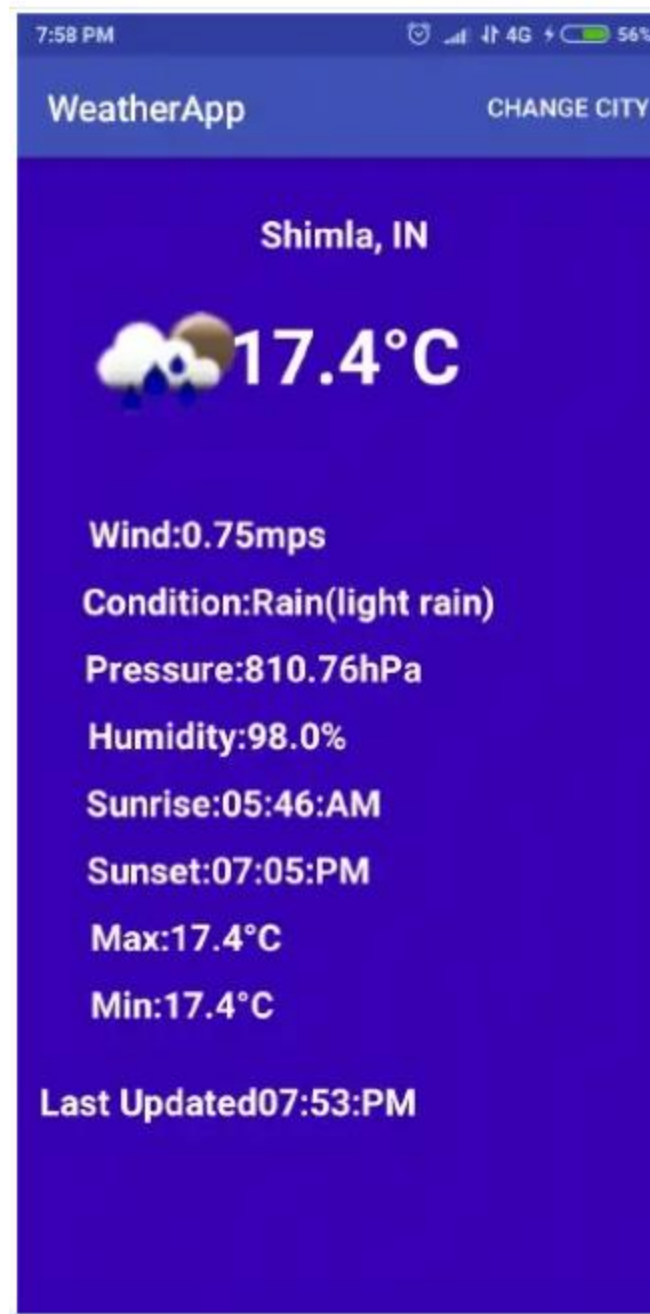 7:58 PM 4G 56%
WeatherApp CHANGE CITY
Shimla, IN
17.4°C
Wind:0.75mps
Condition:Rain(light rain)
Pressure:810.76hPa
Humidity:98.0%
Sunrise:05:46:AM
Sunset:07:05:PM
Max:17.4°C
Min:17.4°C
Last Updated07:53:PM